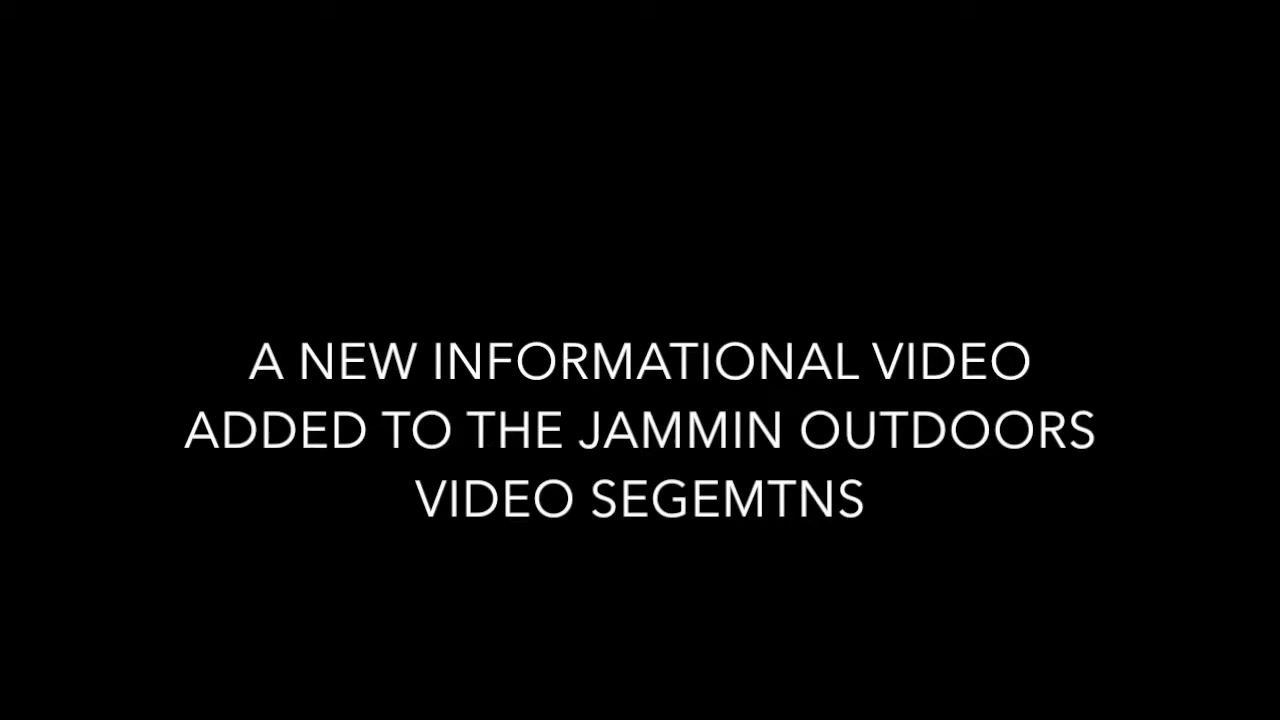 A NEW INFORMATIONAL VIDEO
ADDED TO THE JAMMIN OUTDOORS
VIDEO SEGEMTNS